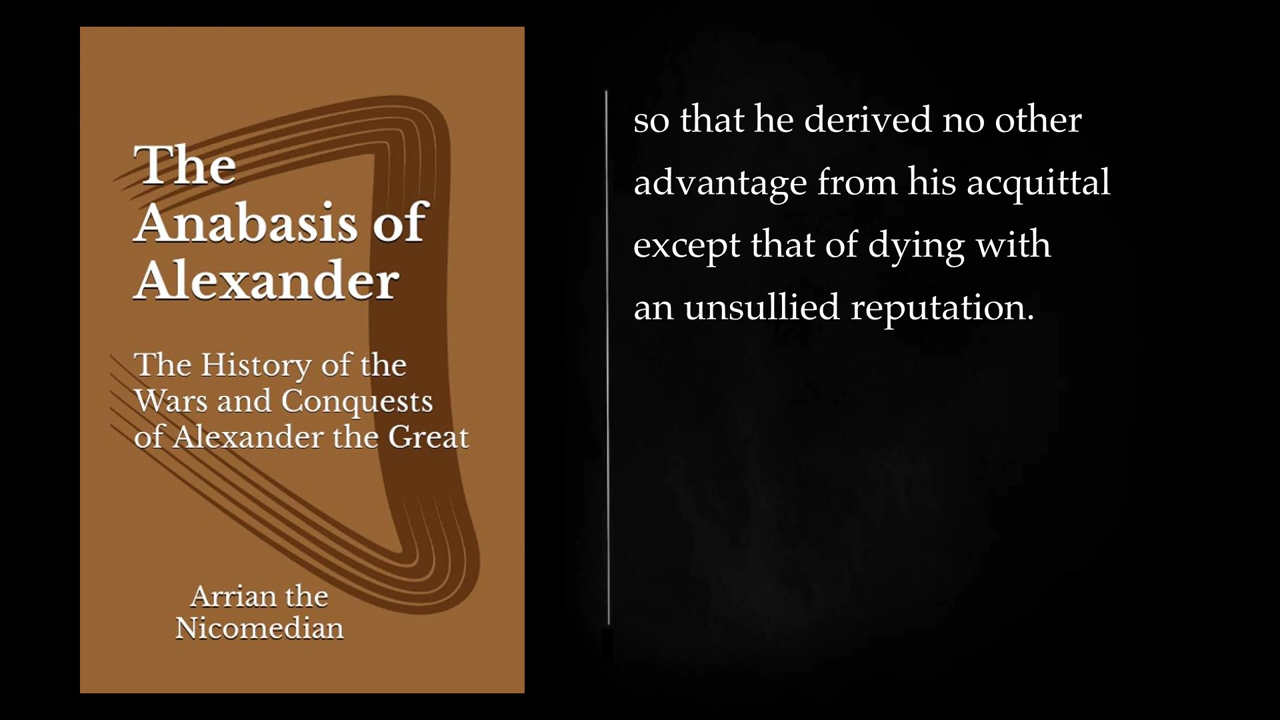 The
Anabasis of
Alexander
The History of the
Wars and Conquests
of Alexander the Great
Arrian the
Nicomedian
so that he derived no other
advantage from his acquittal
except that of dying with
an unsullied reputation.